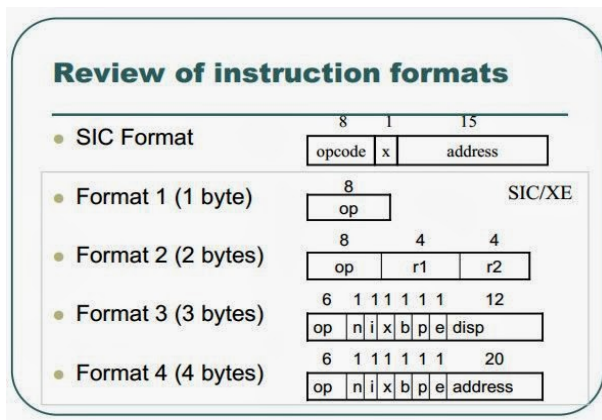 Review of instruction formats
8 1 15
SIC Format
opcode x address
8
SIC/XE
Format 1 (1 byte)
op
8 4 4
Format 2 (2 bytes)
op r1 r2
6 1 1 1 1 1 1 12
Format 3 (3 bytes)
op n i x b p e disp
6 1 1 1 1 1 1 20
Format 4 (4 bytes)
op n i x b p e address